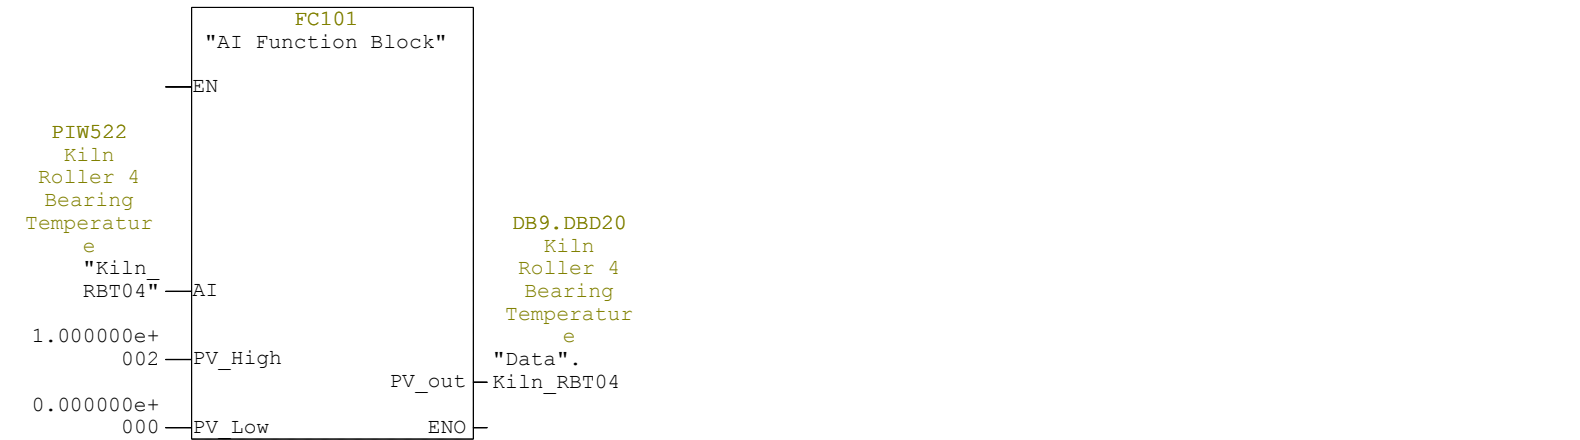 FC101
"AI Function Block"
EN
PIW522
Kiln
Roller 4
Bearing
Temperatur
e
"Kiln_
RBT04"
AI
1.000000e+
002
PV_High
0.000000e+
000
PV_Low
DB9.DBD20
Kiln
Roller 4
Bearing
Temperatur
e
"Data".
PV_out
Kiln_RBT04
ENO